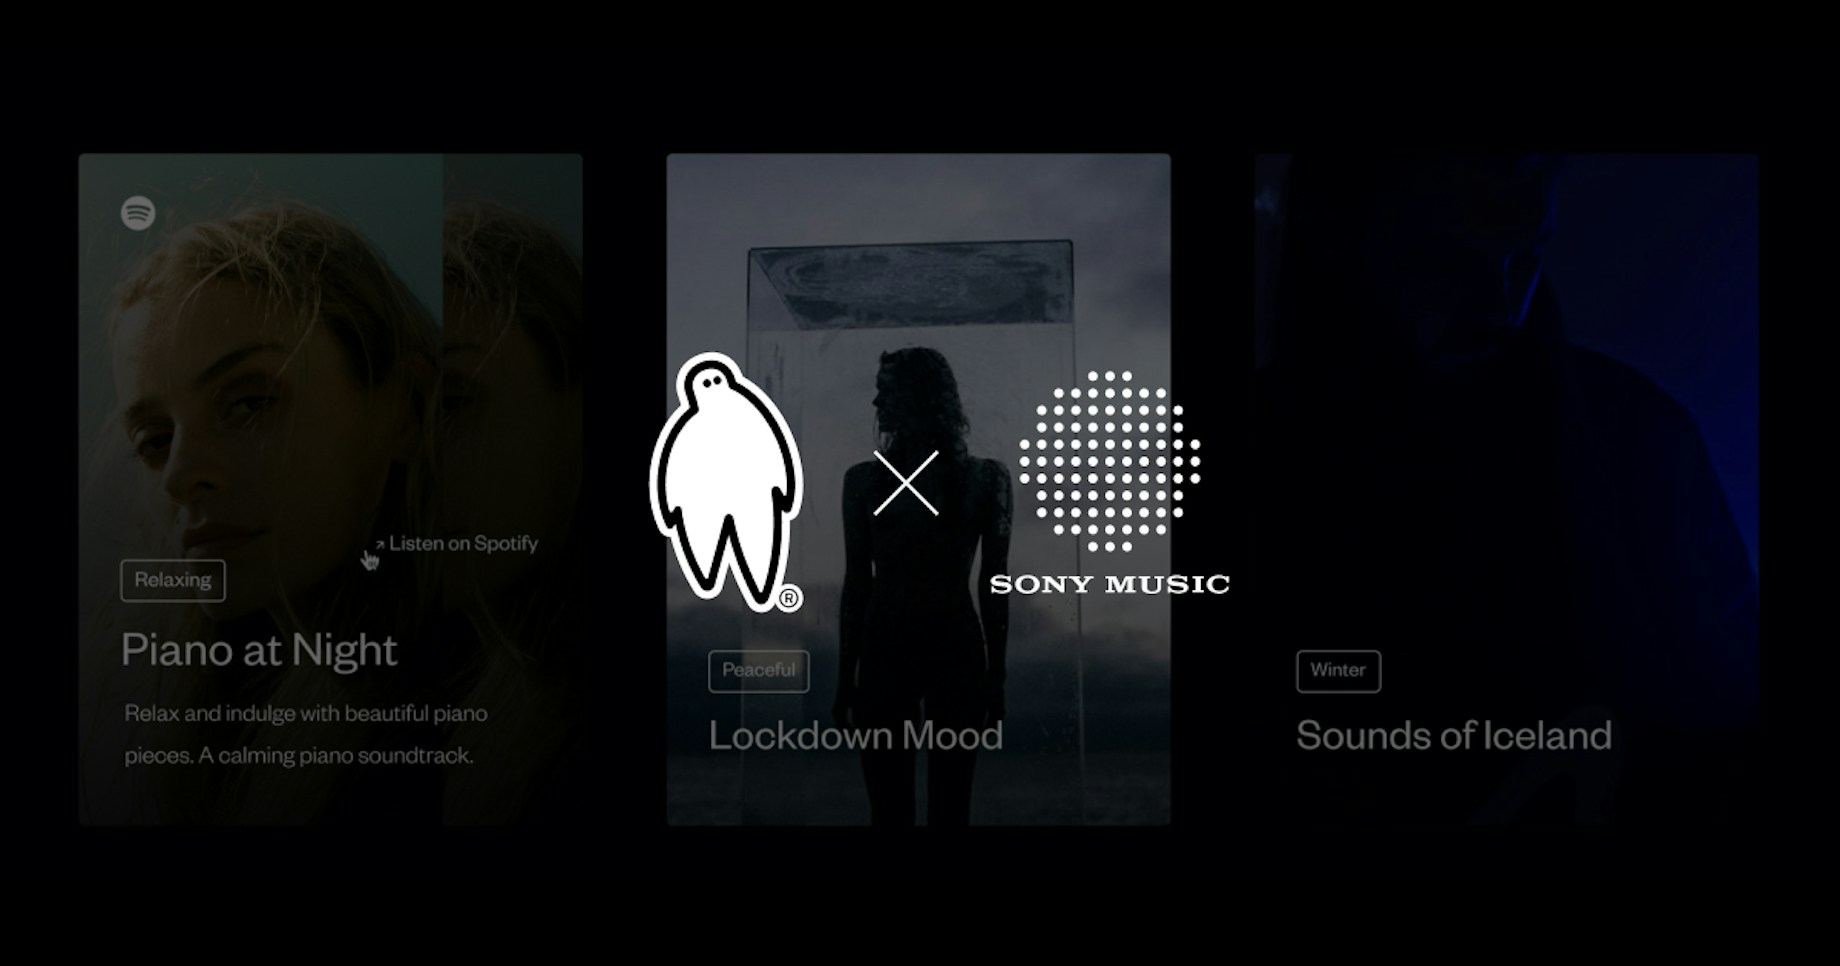 ↗ Listen on Spotify
Relaxing
Piano at Night
Relax and indulge with beautiful piano
pieces. A calming piano soundtrack.
®
SONY MUSIC
Peaceful
Lockdown Mood
Winter
Sounds of Iceland